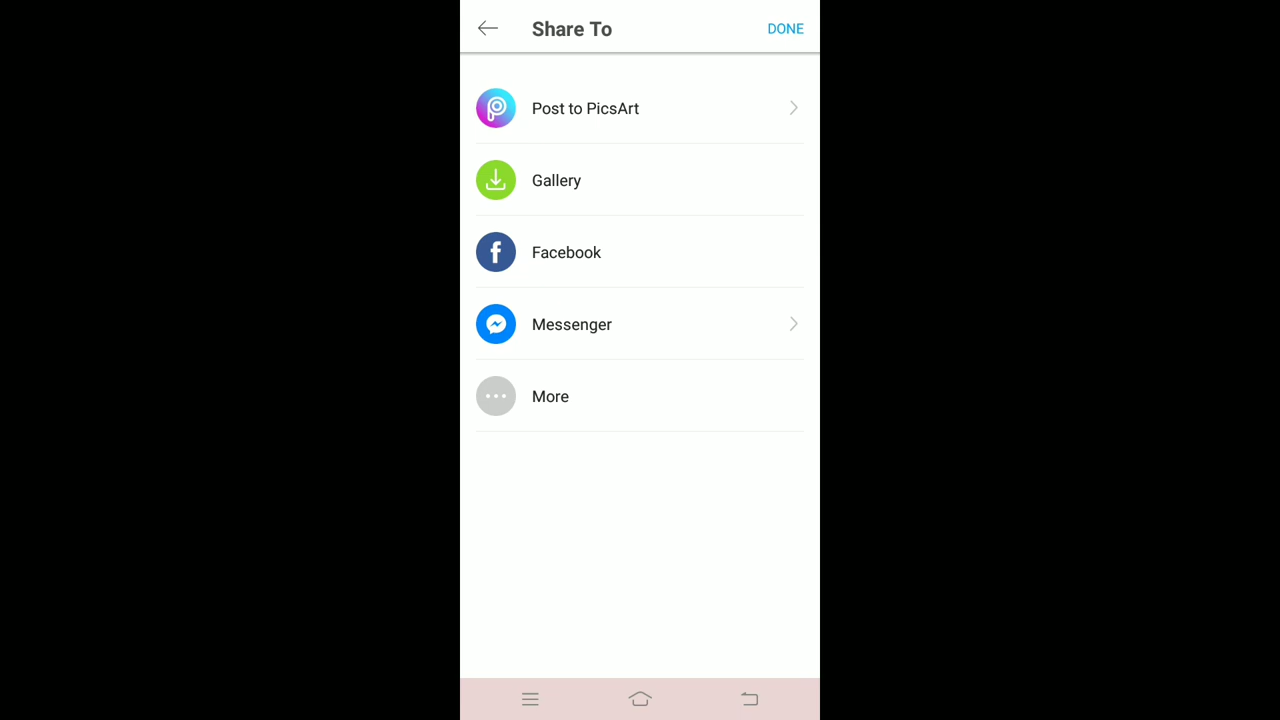 Share To
DONE
Post to PicsArt
Gallery
Facebook
Messenger
More